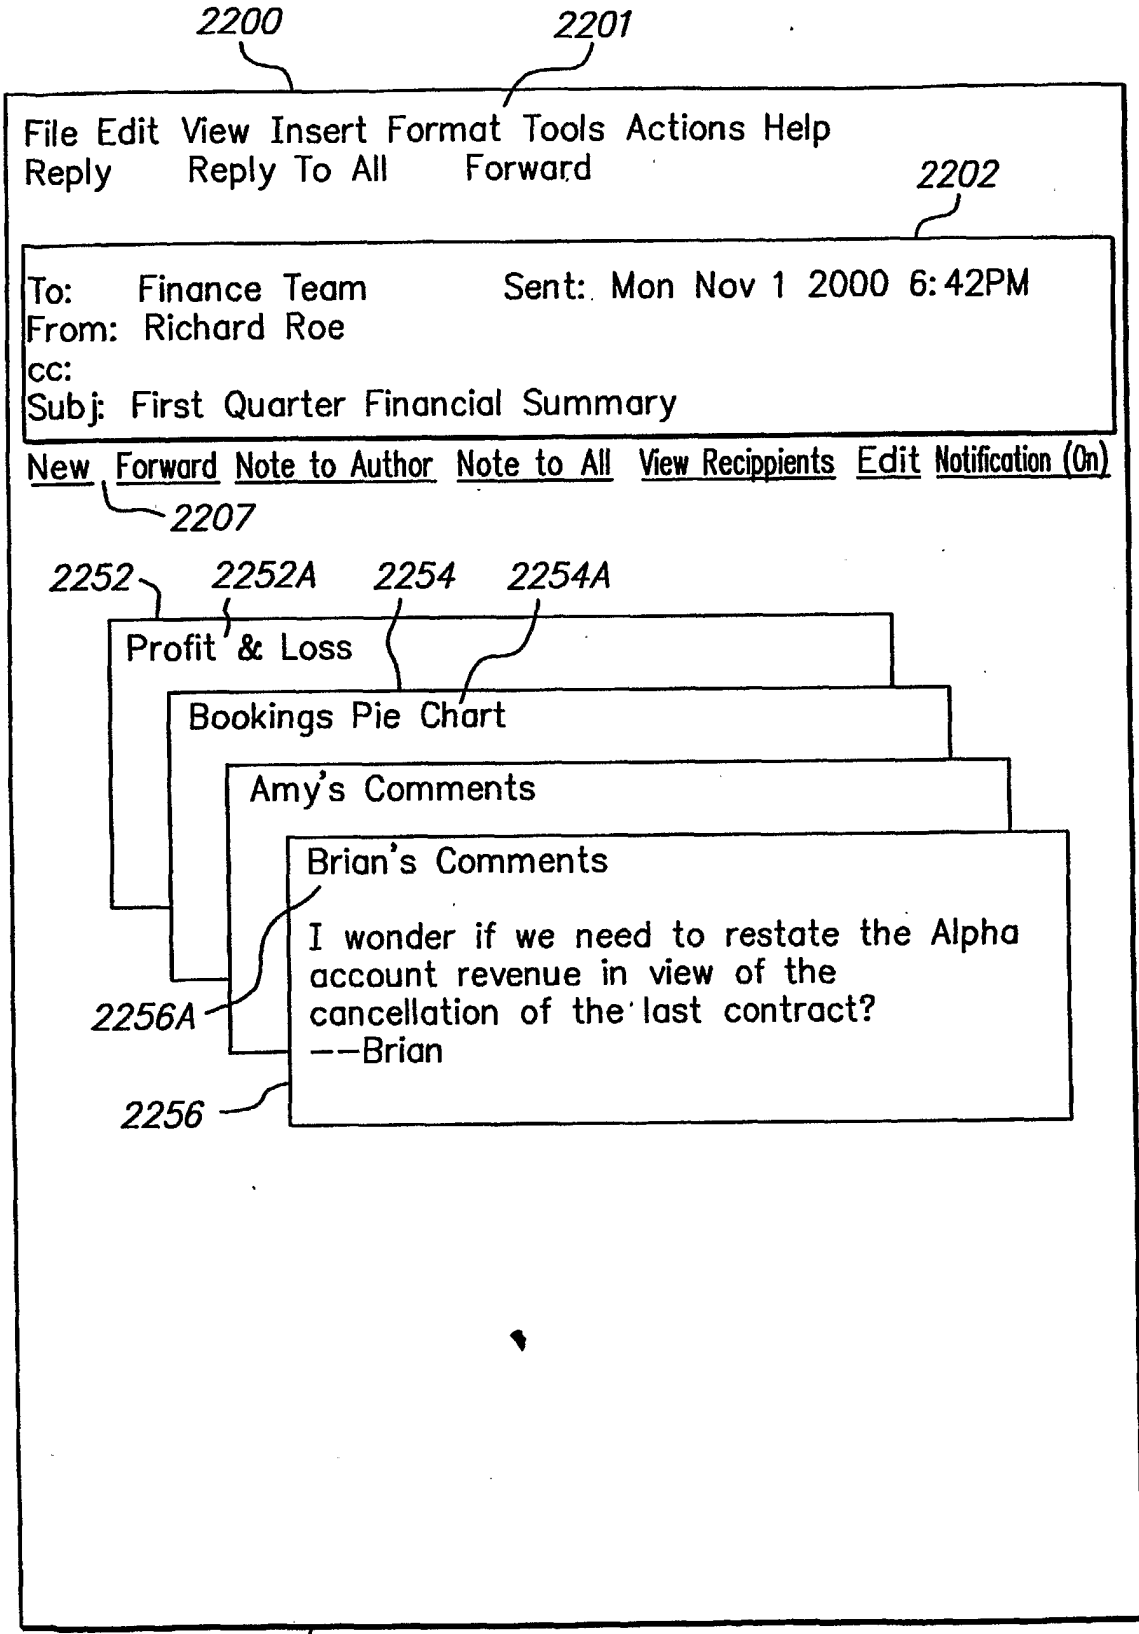 2200 2201
File Edit View Insert Format Tools Actions Help
Reply Reply To All Forward
2202
To: Finance Team Sent: Mon Nov 1 2000 6:42PM
From: Richard Roe
cc:
Subj: First Quarter Financial Summary
New Forward Note to Author Note to All View Recippients Edit Notification (On)
2207
2252 2252A 2254 2254A
Profit & Loss
Bookings Pie Chart
Amy's Comments
Brian's Comments
I wonder if we need to restate the Alpha
account revenue in view of the
2256A cancellation of the last contract?
--Brian
2256